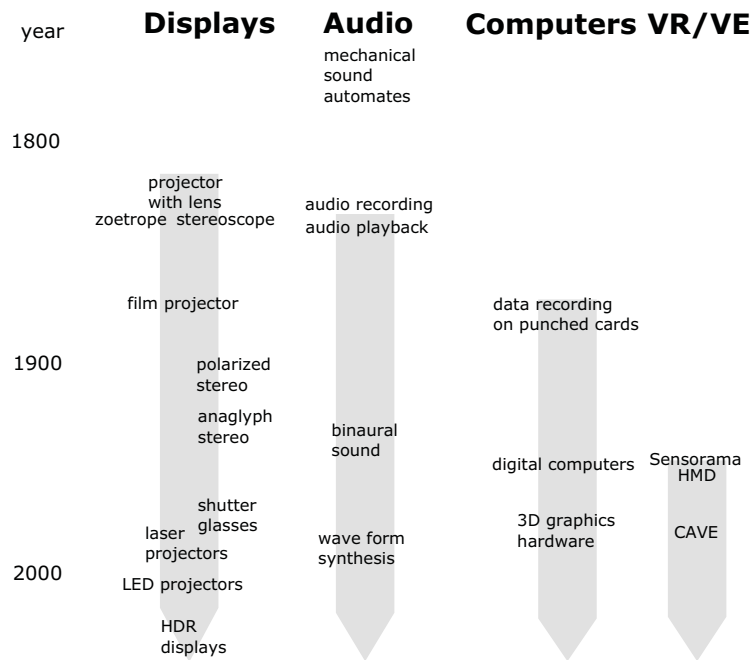 year
Displays
Audio
Computers
VR/VE
mechanical
sound
automates
1800
projector
with lens
zoetrope stereoscope
audio recording
audio playback
film projector
data recording
on punched cards
1900
polarized
stereo
anaglyph
stereo
binaural
sound
digital computers
Sensorama
HMD
shutter
glasses
laser
projectors
wave form
synthesis
3D graphics
hardware
CAVE
2000
LED projectors
HDR
displays